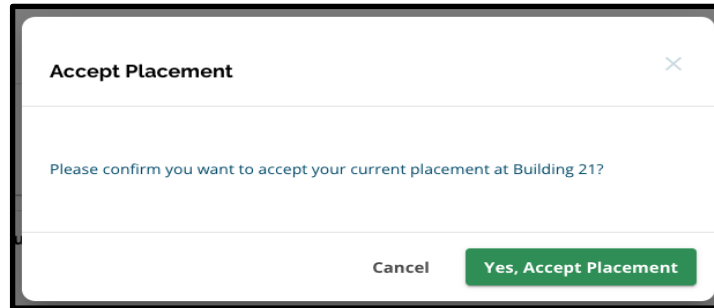 Accept Placement
Please confirm you want to accept your current placement at Building 21?
Cancel
Yes, Accept Placement